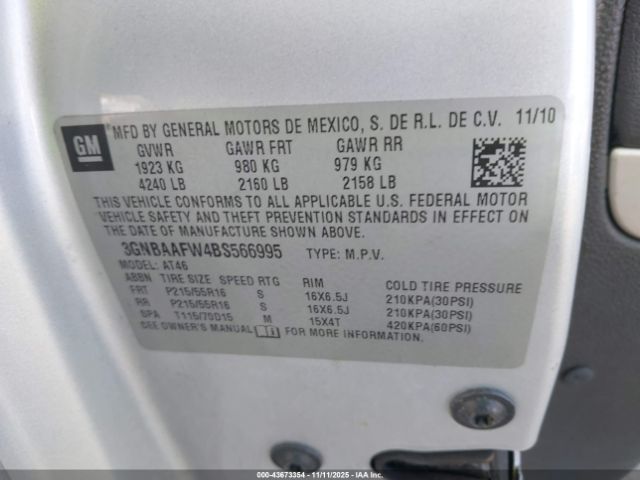 GM
MFD BY GENERAL MOTORS DE MEXICO, S. DE R.L. DE C.V. 11/10
GVWR GAWR FRT GAWR RR
1923 KG 980 KG 979 KG
4240 LB 2160 LB 2158 LB
THIS VEHICLE CONFORMS TO ALL APPLICABLE U.S. FEDERAL MOTOR
VEHICLE SAFETY AND THEFT PREVENTION STANDARDS IN EFFECT ON
THE DATE OF MANUFACTURE SHOWN ABOVE.
3GNBAAFW4BS566995 TYPE: M.P.V.
MODEL: AT46
ABBN TIRE SIZE SPEED RTG RIM COLD TIRE PRESSURE
FRT P215/55R16 S 16X6.5J 210KPA(30PSI)
RR P215/55R16 S 16X6.5J 210KPA(30PSI)
SPA T115/70D15 M 15X4T 420KPA(60PSI)
SEE OWNER'S MANUAL FOR MORE INFORMATION.
000-43673354 - 11/11/2025 - IAAI.com